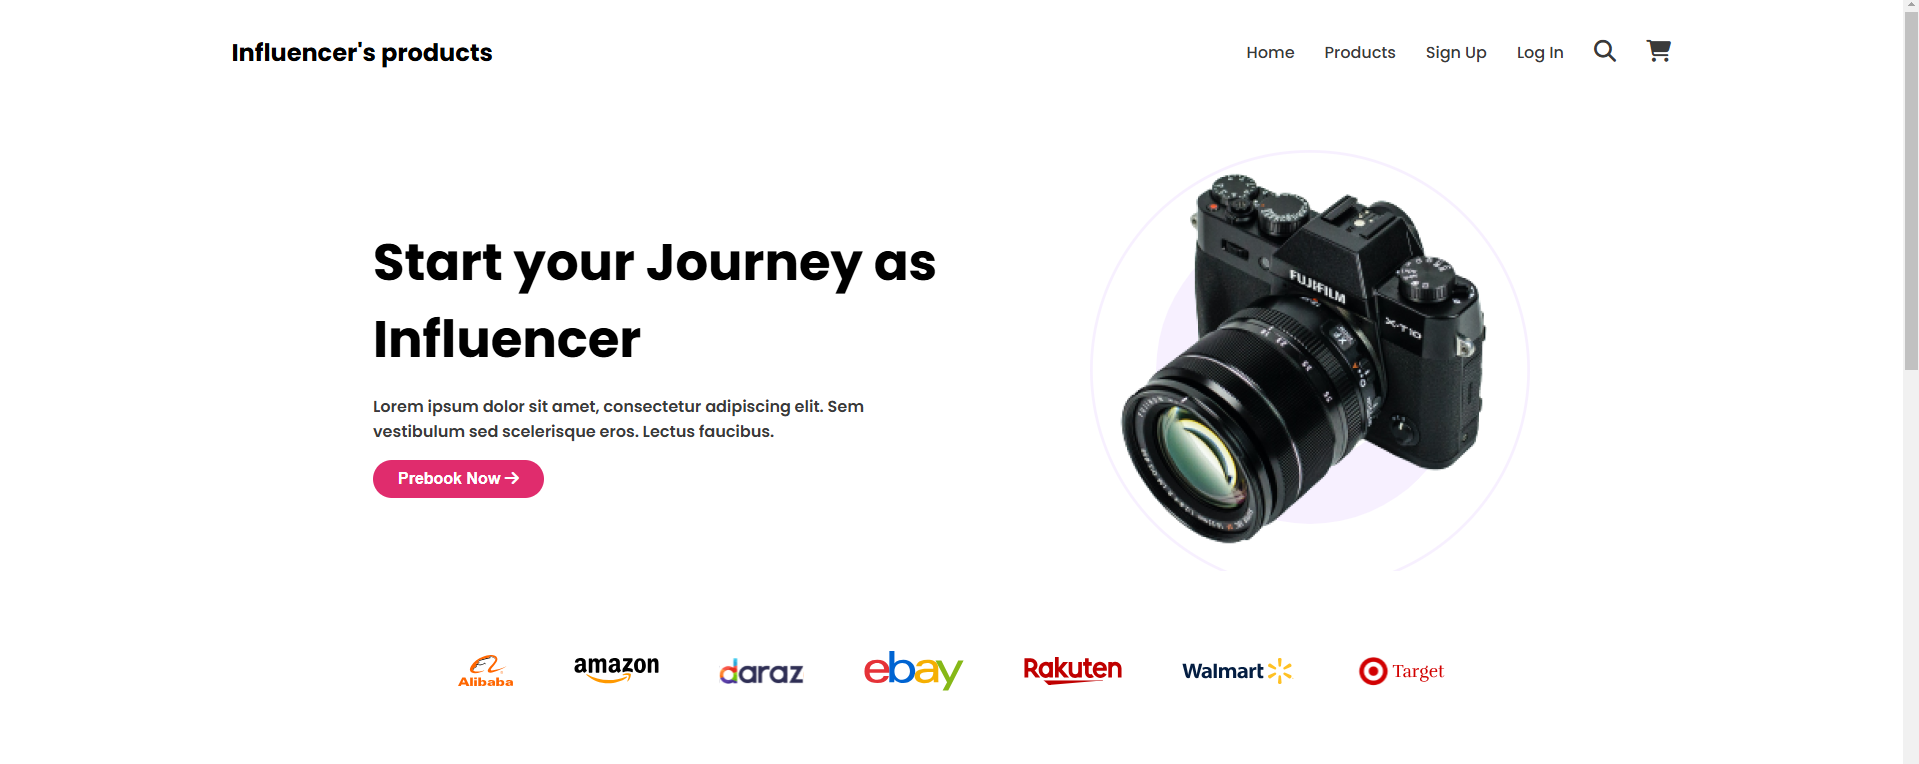 Influencer's products
Home Products Sign Up Log In
Start your Journey as
Influencer
Lorem ipsum dolor sit amet, consectetur adipiscing elit. Sem
vestibulum sed scelerisque eros. Lectus faucibus.
Prebook Now
FUJIFILM
X-T10
Alibaba
amazon
daraz
ebay
Rakuten
Walmart
Target